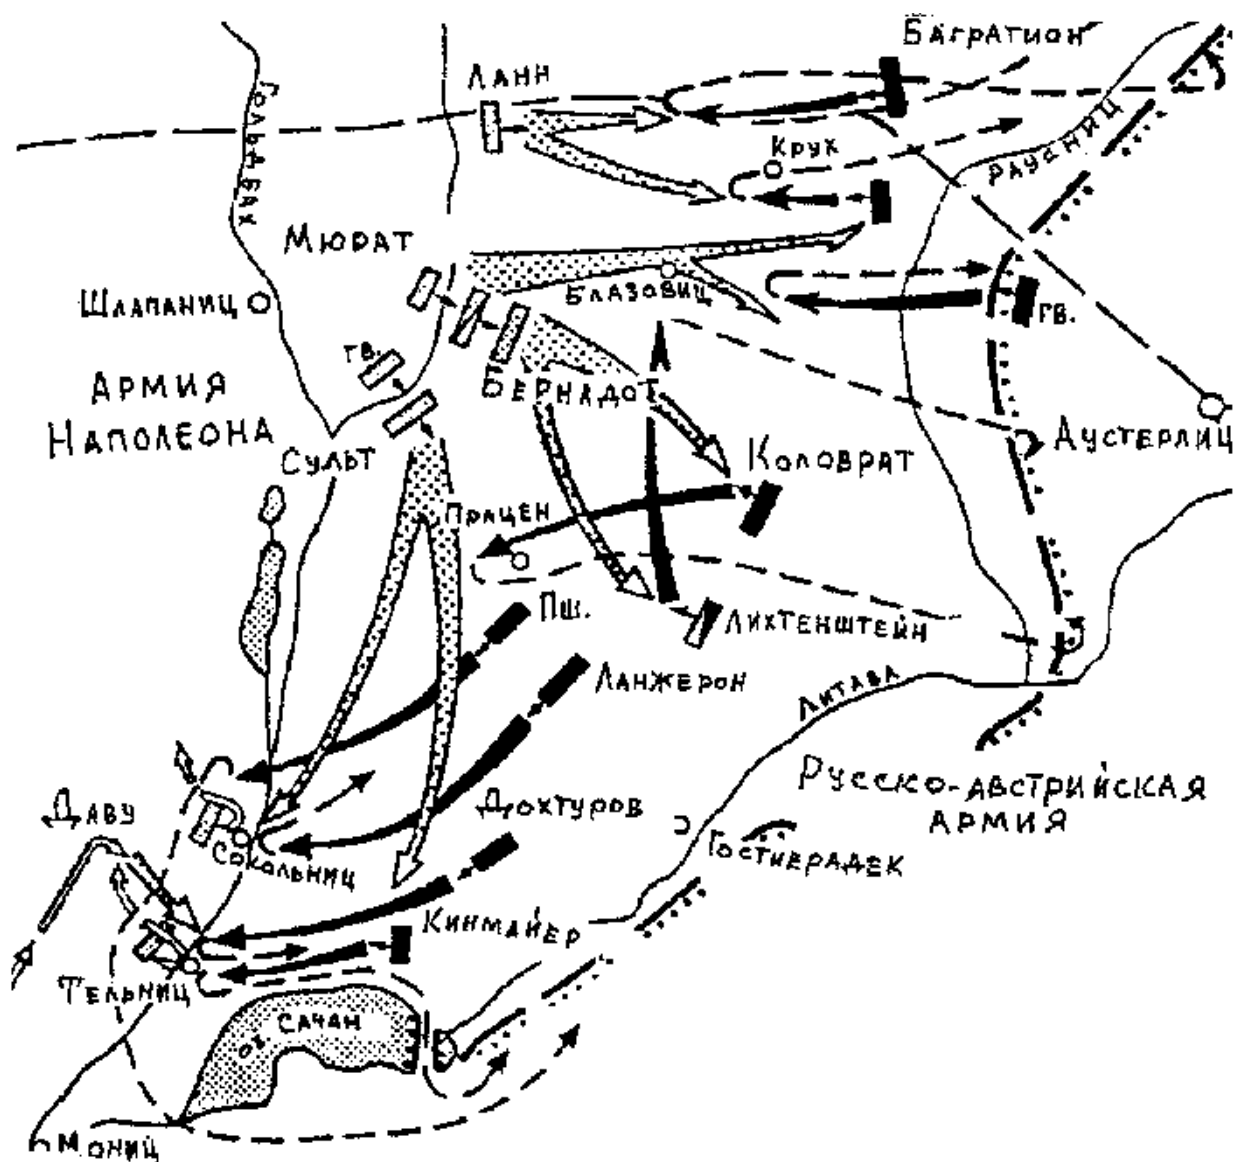 Багратион
Ланн
Гольдбах
Крух
Раусниц
Мюрат
Шлапаниц
Блазовиц
гв.
гв.
Армия
Наполеона
Бернадот
Аустерлиц
Сульт
Коловрат
Працен
Пш.
Лихтенштейн
Ланжерон
Литава
Русско-австрийская
армия
Даву
Дохтуров
Сокольниц
Гостиерадек
Кинмайер
Тельниц
оз. Сачан
Мониц